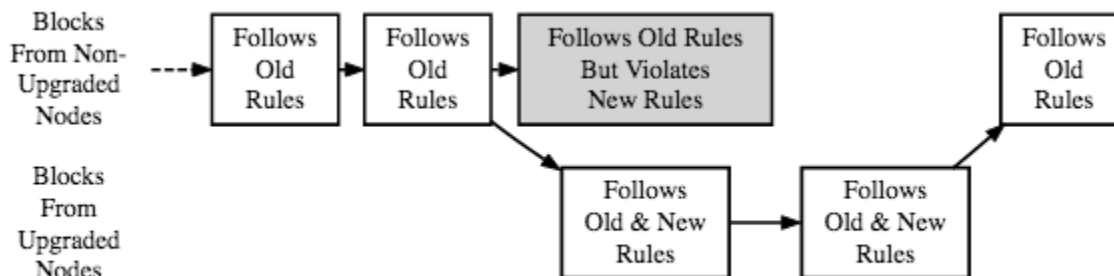 Blocks
From Non-
Upgraded
Nodes
Follows
Old
Rules
Follows
Old
Rules
Follows Old Rules
But Violates
New Rules
Follows
Old
Rules
Blocks
From
Upgraded
Nodes
Follows
Old & New
Rules
Follows
Old & New
Rules